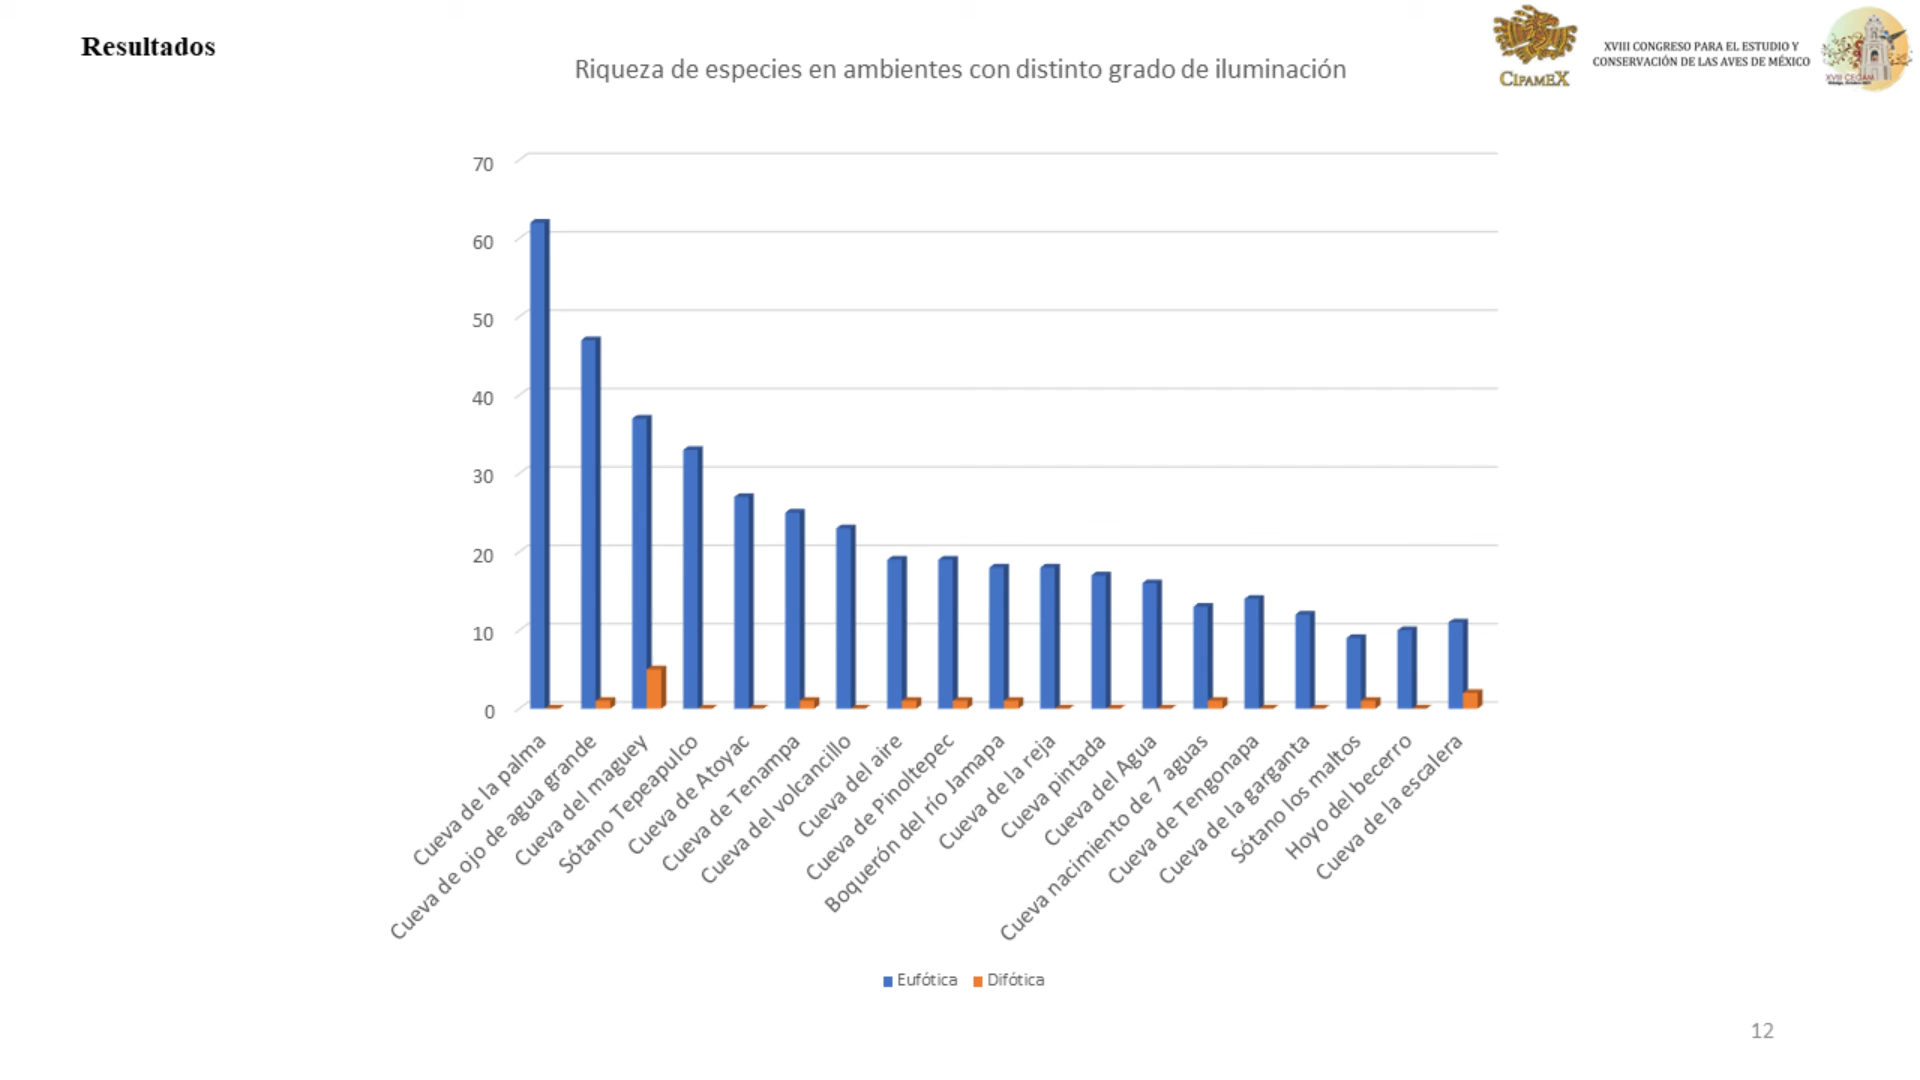 Resultados
Riqueza de especies en ambientes con distinto grado de iluminación
CIPAMEX
XVIII CONGRESO PARA EL ESTUDIO Y
CONSERVACIÓN DE LAS AVES DE MÉXICO
XVIII CECAM
70
60
50
40
30
20
10
0
Cueva de la palma
Cueva de ojo de agua grande
Cueva del maguey
Sótano Tepeapulco
Cueva de Atoyac
Cueva de Tenampa
Cueva del volcancillo
Cueva del aire
Cueva de Pinoltepec
Boquerón del río Jamapa
Cueva de la reja
Cueva pintada
Cueva del Agua
Cueva nacimiento de 7 aguas
Cueva de Tengonapa
Cueva de la garganta
Sótano los maltos
Hoyo del becerro
Cueva de la escalera
Eufótica
Difótica
12